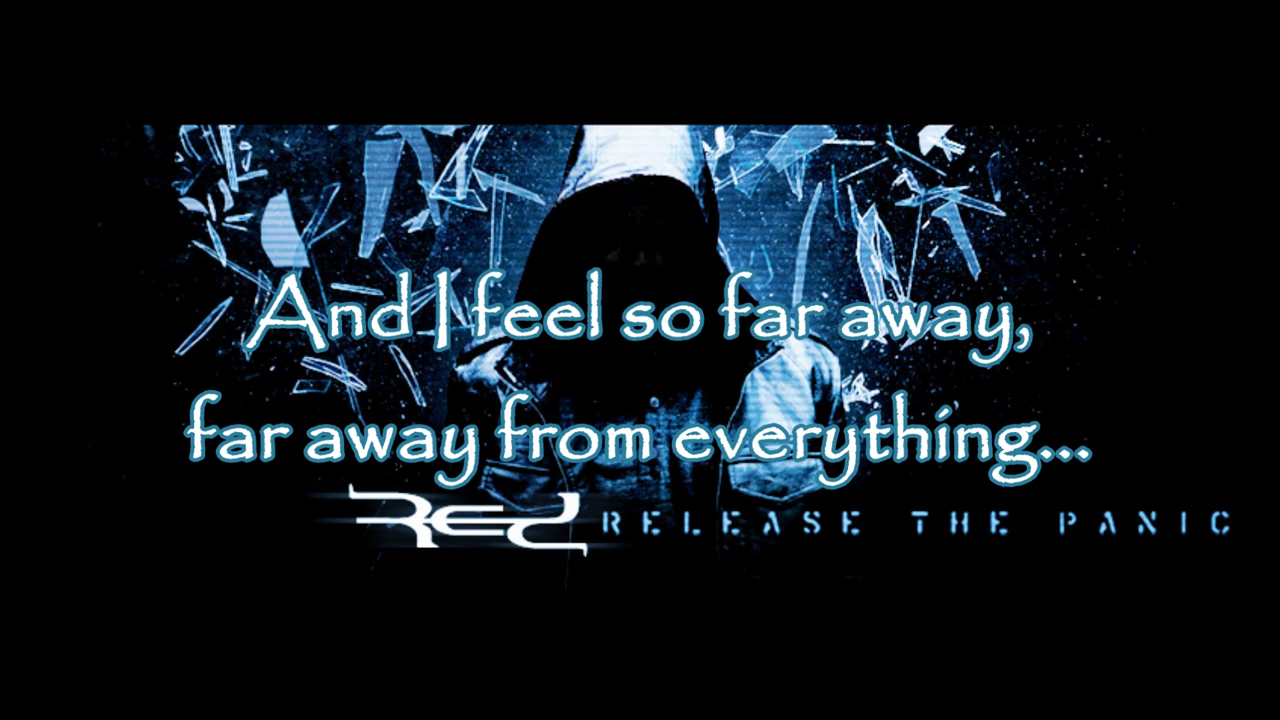 And I feel so far away,
far away from everything...
RED RELEASE THE PANIC